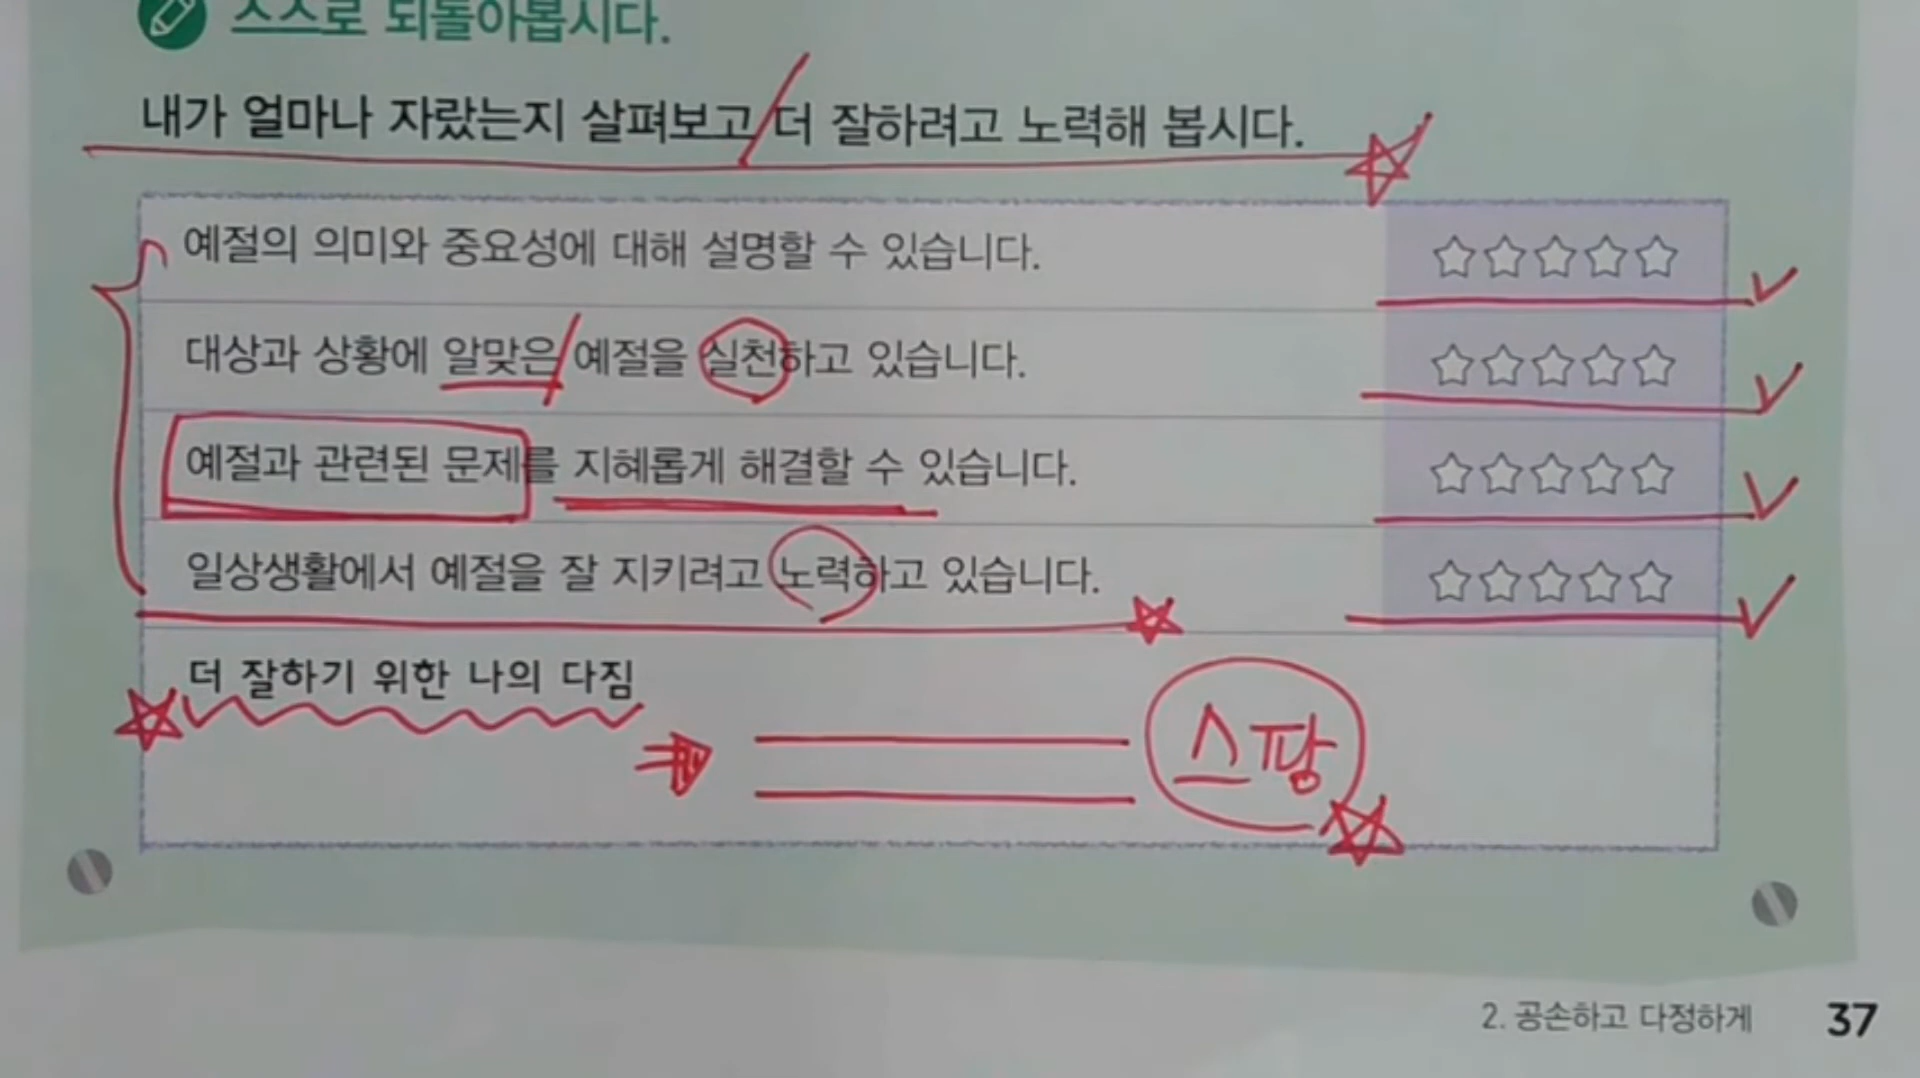 스스로 되돌아봅시다.
내가 얼마나 자랐는지 살펴보고 더 잘하려고 노력해 봅시다.
예절의 의미와 중요성에 대해 설명할 수 있습니다.
대상과 상황에 알맞은 예절을 실천하고 있습니다.
예절과 관련된 문제를 지혜롭게 해결할 수 있습니다.
일상생활에서 예절을 잘 지키려고 노력하고 있습니다.
더 잘하기 위한 나의 다짐
스팡
2. 공손하고 다정하게 37